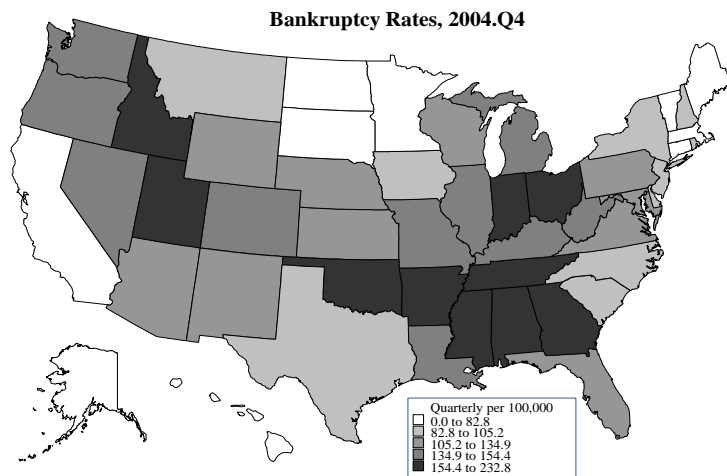 Bankruptcy Rates, 2004.Q4
Quarterly per 100,000
0.0 to 82.8
82.8 to 105.2
105.2 to 134.9
134.9 to 154.4
154.4 to 232.8